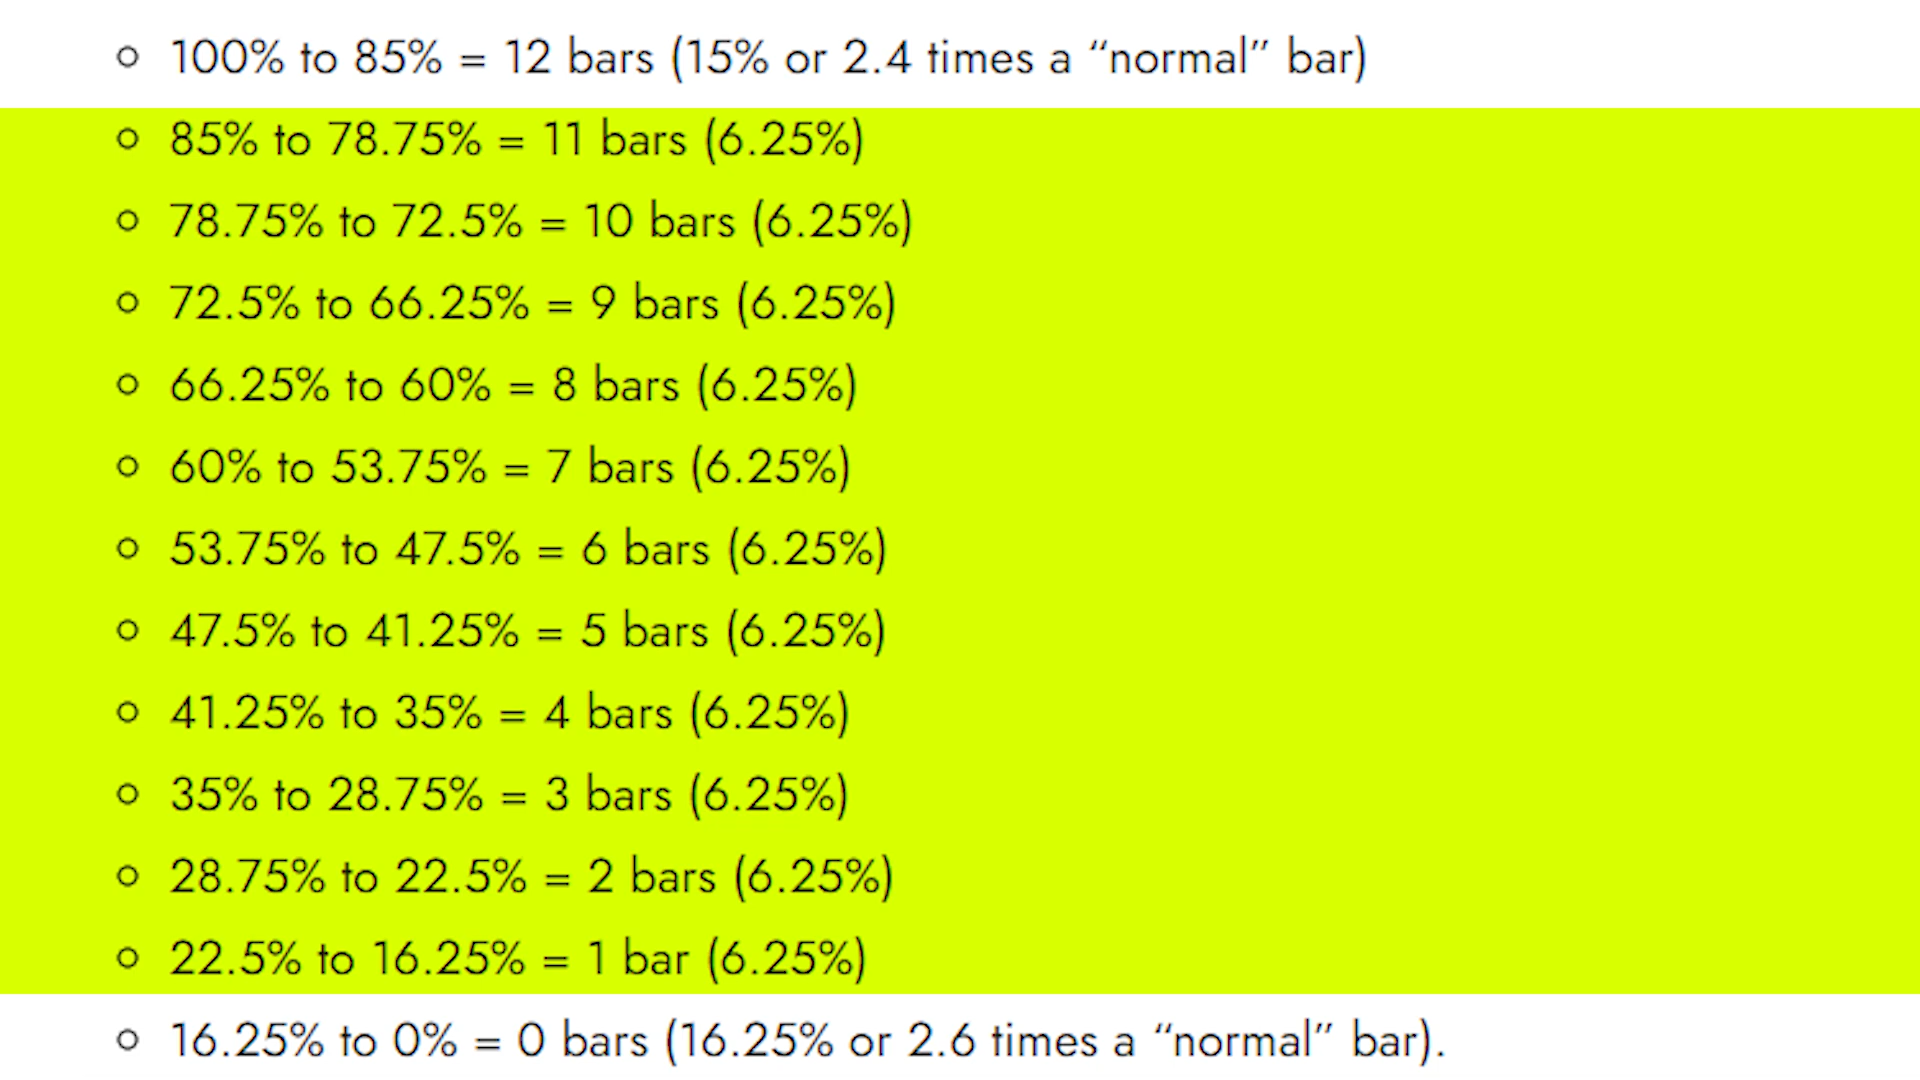 100% to 85% = 12 bars (15% or 2.4 times a “normal” bar)
85% to 78.75% = 11 bars (6.25%)
78.75% to 72.5% = 10 bars (6.25%)
72.5% to 66.25% = 9 bars (6.25%)
66.25% to 60% = 8 bars (6.25%)
60% to 53.75% = 7 bars (6.25%)
53.75% to 47.5% = 6 bars (6.25%)
47.5% to 41.25% = 5 bars (6.25%)
41.25% to 35% = 4 bars (6.25%)
35% to 28.75% = 3 bars (6.25%)
28.75% to 22.5% = 2 bars (6.25%)
22.5% to 16.25% = 1 bar (6.25%)
16.25% to 0% = 0 bars (16.25% or 2.6 times a “normal” bar).